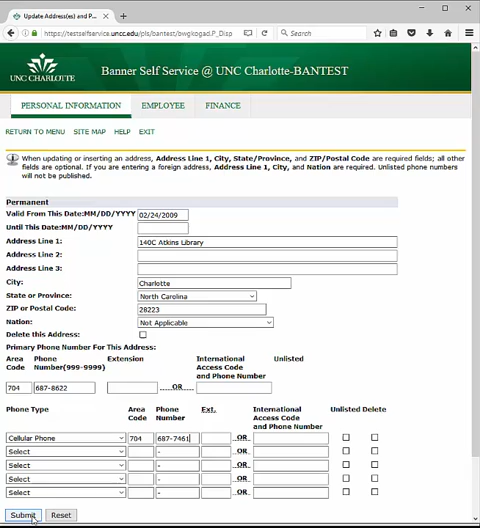 Update Address(es) and P...
https://testselfservice.uncc.edu/pls/bantest/bwgkogad.P_Disp
Search
UNC CHARLOTTE
Banner Self Service @ UNC Charlotte-BANTEST
PERSONAL INFORMATION EMPLOYEE FINANCE
RETURN TO MENU SITE MAP HELP EXIT
When updating or inserting an address, Address Line 1, City, State/Province, and ZIP/Postal Code are required fields; all other
fields are optional. If you are entering a foreign address, Address Line 1, City, and Nation are required. Unlisted phone numbers
will not be published.
Permanent
Valid From This Date:MM/DD/YYYY 02/24/2009
Until This Date:MM/DD/YYYY
Address Line 1: 140C Atkins Library
Address Line 2:
Address Line 3:
City: Charlotte
State or Province: North Carolina
ZIP or Postal Code: 28223
Nation: Not Applicable
Delete this Address:
Primary Phone Number For This Address:
Area Code Phone Number(999-9999) Extension International Access Code and Phone Number Unlisted
704 687-8622 ......OR......
Phone Type Area Code Phone Number Ext. International Access Code and Phone Number Unlisted Delete
Cellular Phone 704 687-7461 OR
Select - OR
Select - OR
Select - OR
Select - OR
Submit Reset